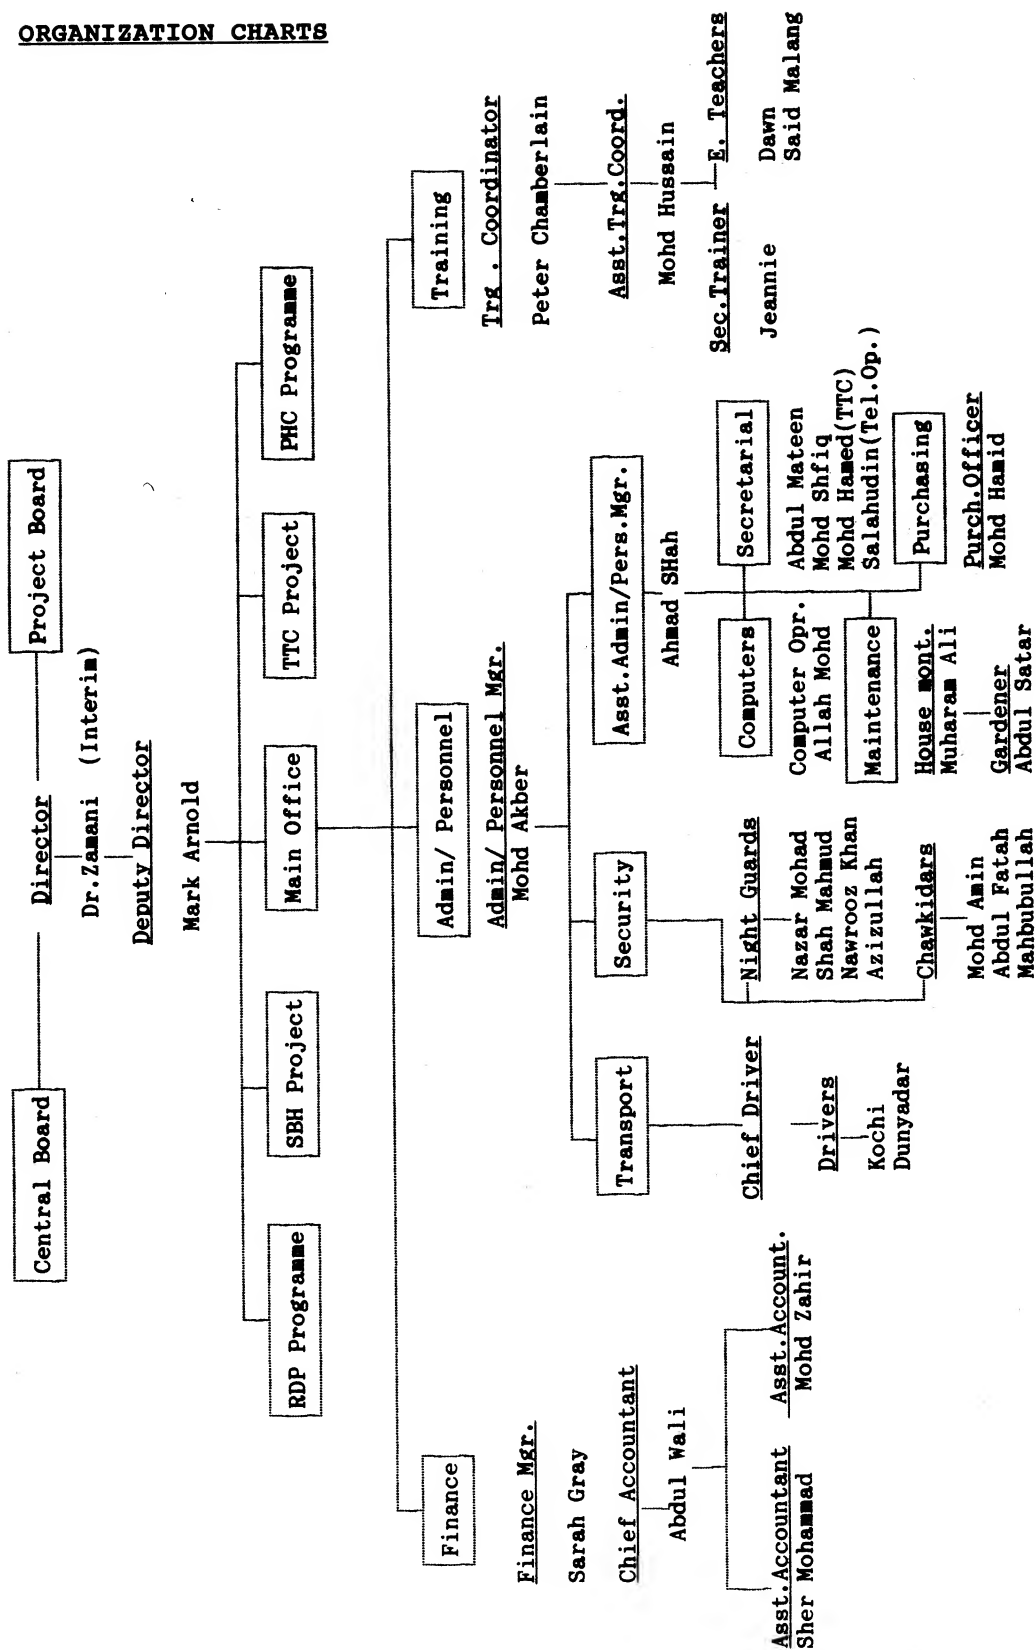 ORGANIZATION CHARTS
Central Board
Director
Project Board
Dr.Zamani (Interim)
Deputy Director
Mark Arnold
RDP Programme
SBH Project
Main Office
TTC Project
PHC Programme
Finance
Finance Mgr.
Sarah Gray
Chief Accountant
Abdul Wali
Asst.Accountant
Sher Mohammad
Asst.Account.
Mohd Zahir
Admin/ Personnel
Admin/ Personnel Mgr.
Mohd Akber
Transport
Chief Driver
Drivers
Kochi
Dunyadar
Security
Night Guards
Nazar Mohad
Shah Mahmud
Nawrooz Khan
Azizullah
Chawkidars
Mohd Amin
Abdul Fatah
Mahbubullah
Asst.Admin/Pers.Mgr.
Ahmad SHah
Computers
Computer Opr.
Allah Mohd
Secretarial
Abdul Mateen
Mohd Shfiq
Mohd Hamed(TTC)
Salahudin(Tel.Op.)
Maintenance
House mont.
Muharam Ali
Gardener
Abdul Satar
Purchasing
Purch.Officer
Mohd Hamid
Training
Trg . Coordinator
Peter Chamberlain
Asst.Trg.Coord.
Mohd Hussain
Sec.Trainer
Jeannie
E. Teachers
Dawn
Said Malang